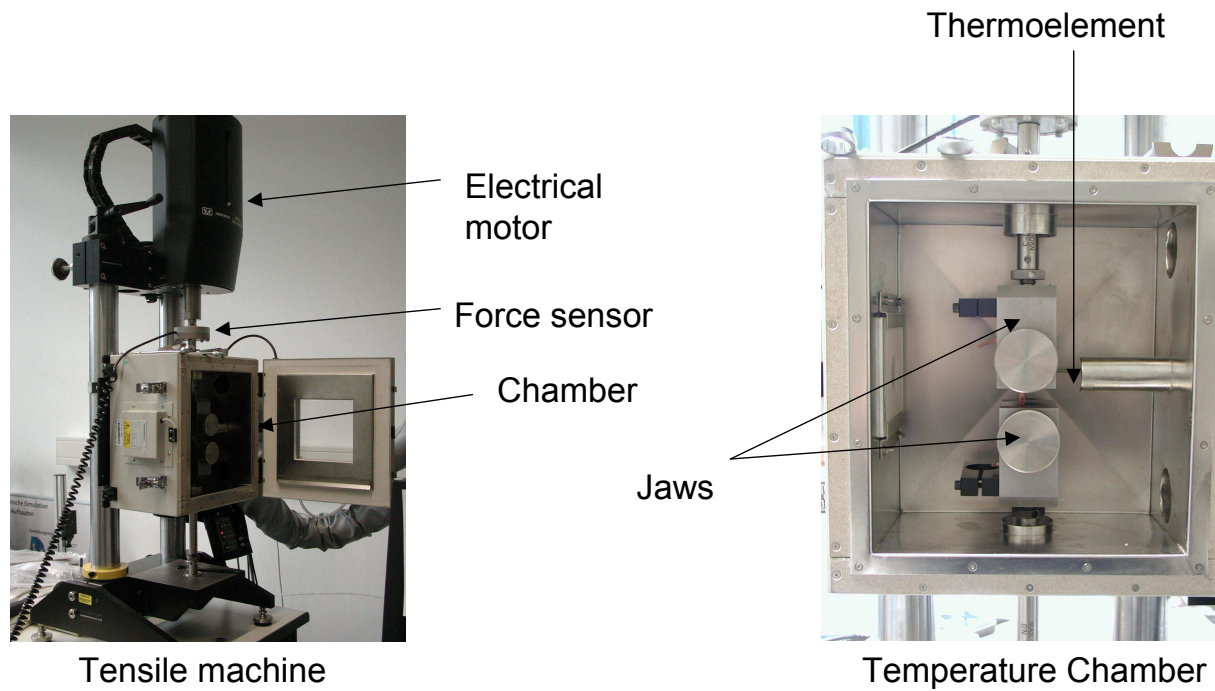 Thermoelement
Electrical
motor
Force sensor
Chamber
Jaws
Tensile machine
Temperature Chamber